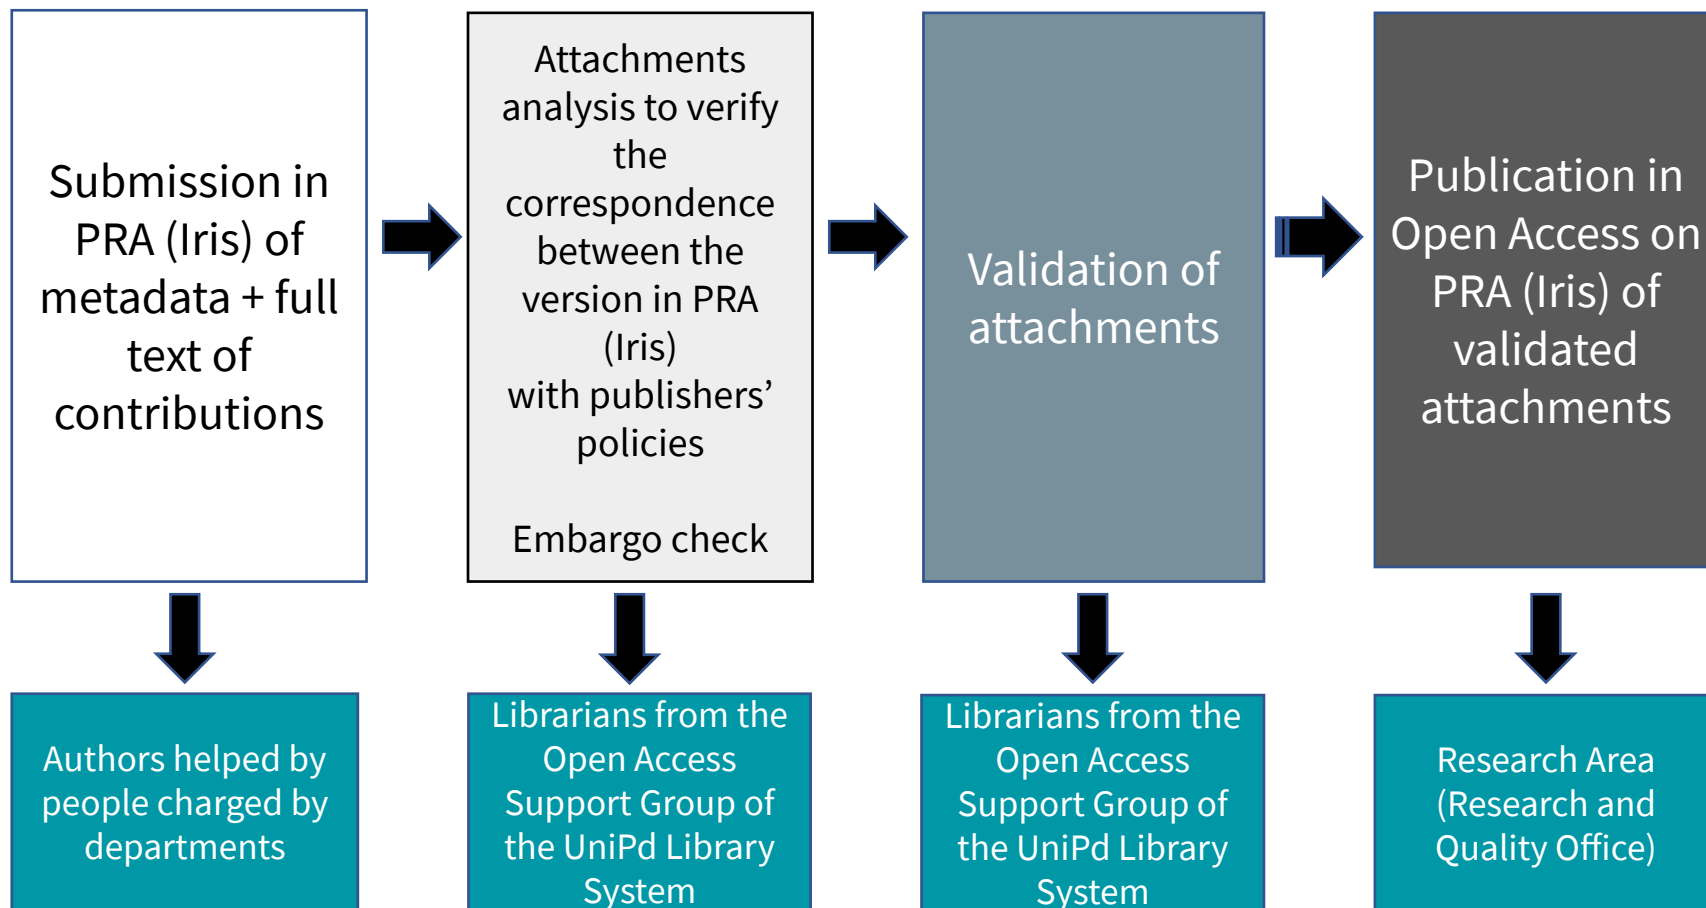 Submission in
PRA (Iris) of
metadata + full
text of
contributions
Attachments
analysis to verify
the
correspondence
between the
version in PRA
(Iris)
with publishers’
policies
Embargo check
Validation of
attachments
Publication in
Open Access on
PRA (Iris) of
validated
attachments
Authors helped by
people charged by
departments
Librarians from the
Open Access
Support Group of
the UniPd Library
System
Librarians from the
Open Access
Support Group of
the UniPd Library
System
Research Area
(Research and
Quality Office)